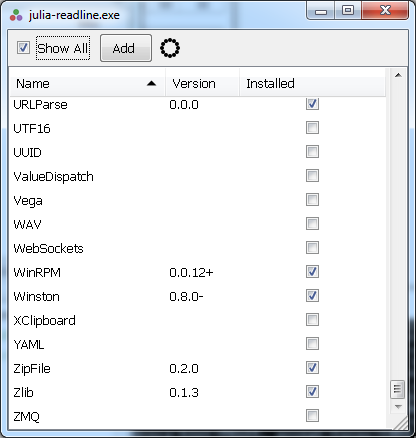 julia-readline.exe
Show All Add
Name Version Installed
URLParse 0.0.0
UTF16
UUID
ValueDispatch
Vega
WAV
WebSockets
WinRPM 0.0.12+
Winston 0.8.0-
XClipboard
YAML
ZipFile 0.2.0
Zlib 0.1.3
ZMQ